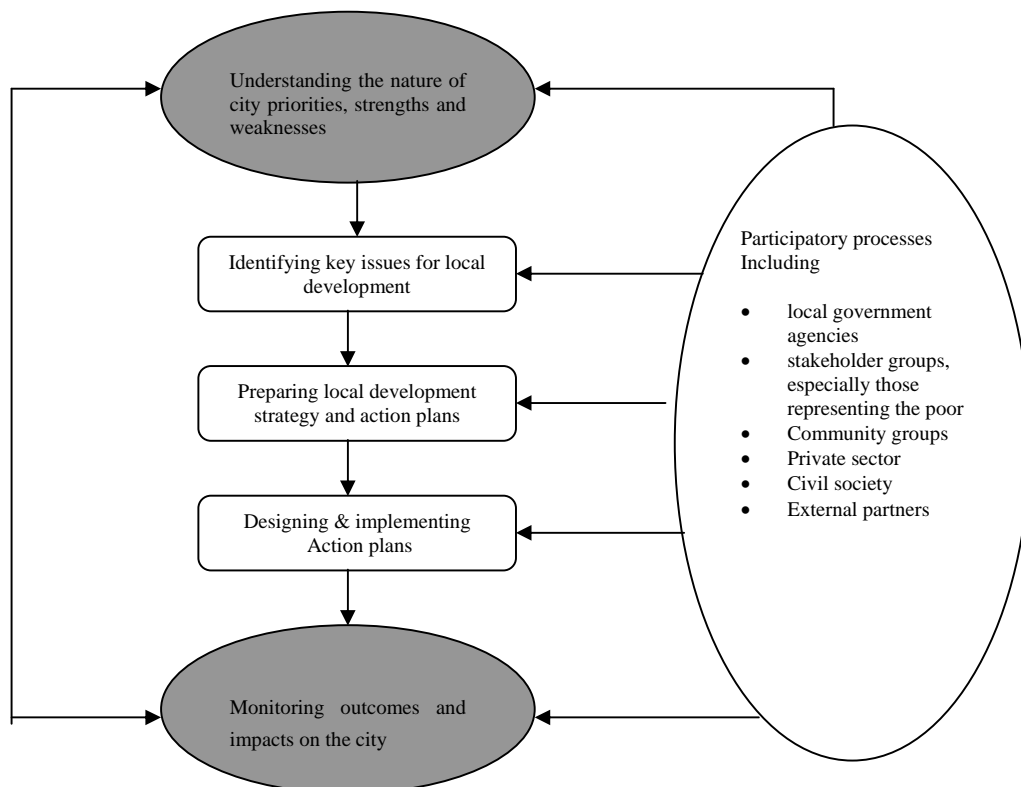 Understanding the nature of
city priorities, strengths and
weaknesses
Identifying key issues for local
development
Preparing local development
strategy and action plans
Designing & implementing
Action plans
Monitoring outcomes and
impacts on the city
Participatory processes
Including
• local government
agencies
• stakeholder groups,
especially those
representing the poor
• Community groups
• Private sector
• Civil society
• External partners